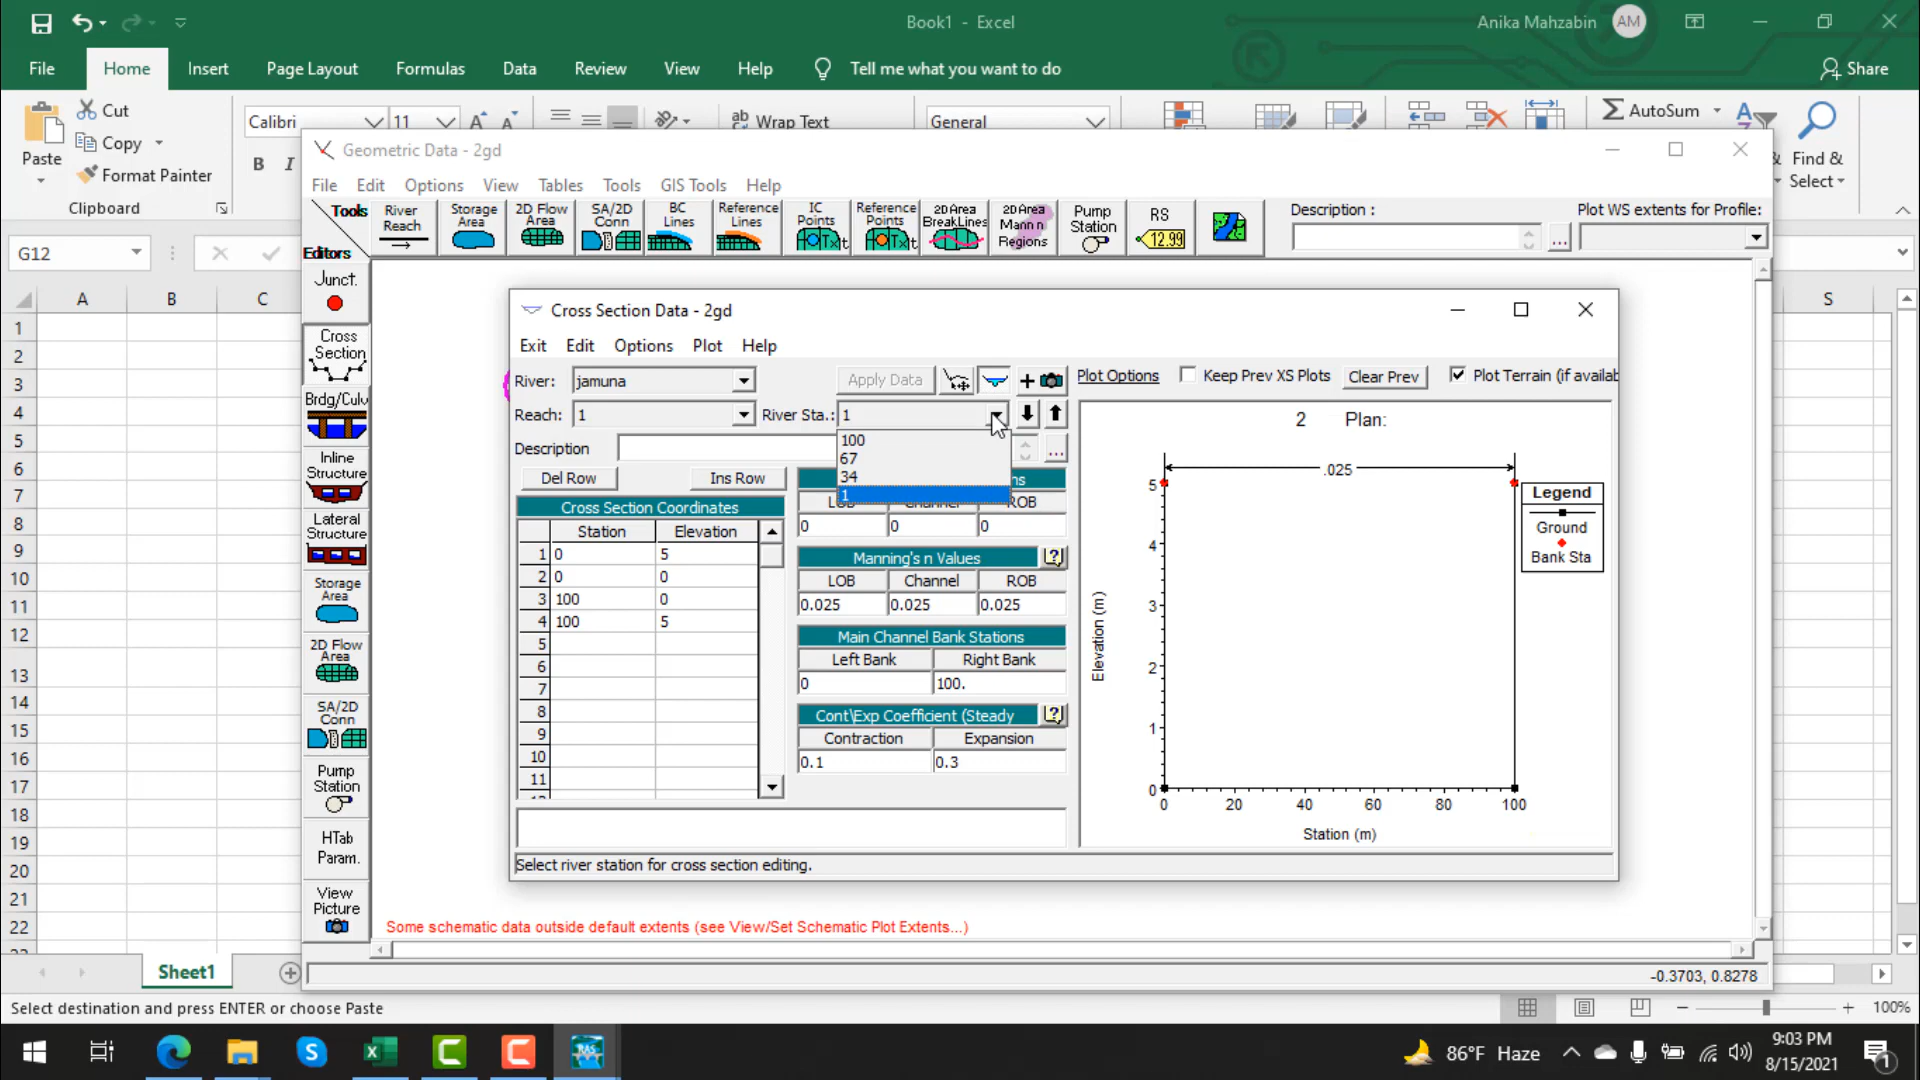 Book1 - Excel
Anika Mahzabin
AM
File
Home
Insert
Page Layout
Formulas
Data
Review
View
Help
Tell me what you want to do
Share
Paste
Cut
Copy
Format Painter
Clipboard
Calibri
11
B
I
Wrap Text
General
AutoSum
Find &
Select
G12
A
B
C
S
1
2
3
4
5
6
7
8
9
10
11
12
13
14
15
16
17
18
19
20
21
22
Geometric Data - 2gd
File
Edit
Options
View
Tables
Tools
GIS Tools
Help
Tools
Editors
River
Reach
Storage
Area
2D Flow
Area
SA/2D
Conn
BC
Lines
Reference
Lines
IC
Points
Reference
Points
2D Area
BreakLines
2D Area
Mann n
Regions
Pump
Station
RS
12.99
Description :
...
Plot WS extents for Profile:
Junct.
Cross
Section
Brdg/Culv
Inline
Structure
Lateral
Structure
Storage
Area
2D Flow
Area
SA/2D
Conn
Pump
Station
HTab
Param.
View
Picture
Cross Section Data - 2gd
Exit
Edit
Options
Plot
Help
River:
jamuna
Apply Data
Plot Options
Keep Prev XS Plots
Clear Prev
Plot Terrain (if availab
Reach:
1
River Sta.:
1
100
67
34
1
Description
...
Del Row
Ins Row
Cross Section Coordinates
Station Elevation
1 0 5
2 0 0
3 100 0
4 100 5
5
6
7
8
9
10
11
LOB Channel ROB
0 0 0
Manning's n Values
LOB Channel ROB
0.025 0.025 0.025
Main Channel Bank Stations
Left Bank Right Bank
0 100.
Cont\Exp Coefficient (Steady
Contraction Expansion
0.1 0.3
Select river station for cross section editing.
2 Plan:
.025
5
4
3
2
1
0
Elevation (m)
0 20 40 60 80 100
Station (m)
Legend
Ground
Bank Sta
Some schematic data outside default extents (see View/Set Schematic Plot Extents...)
-0.3703, 0.8278
Sheet1
Select destination and press ENTER or choose Paste
100%
86°F Haze
9:03 PM
8/15/2021
1